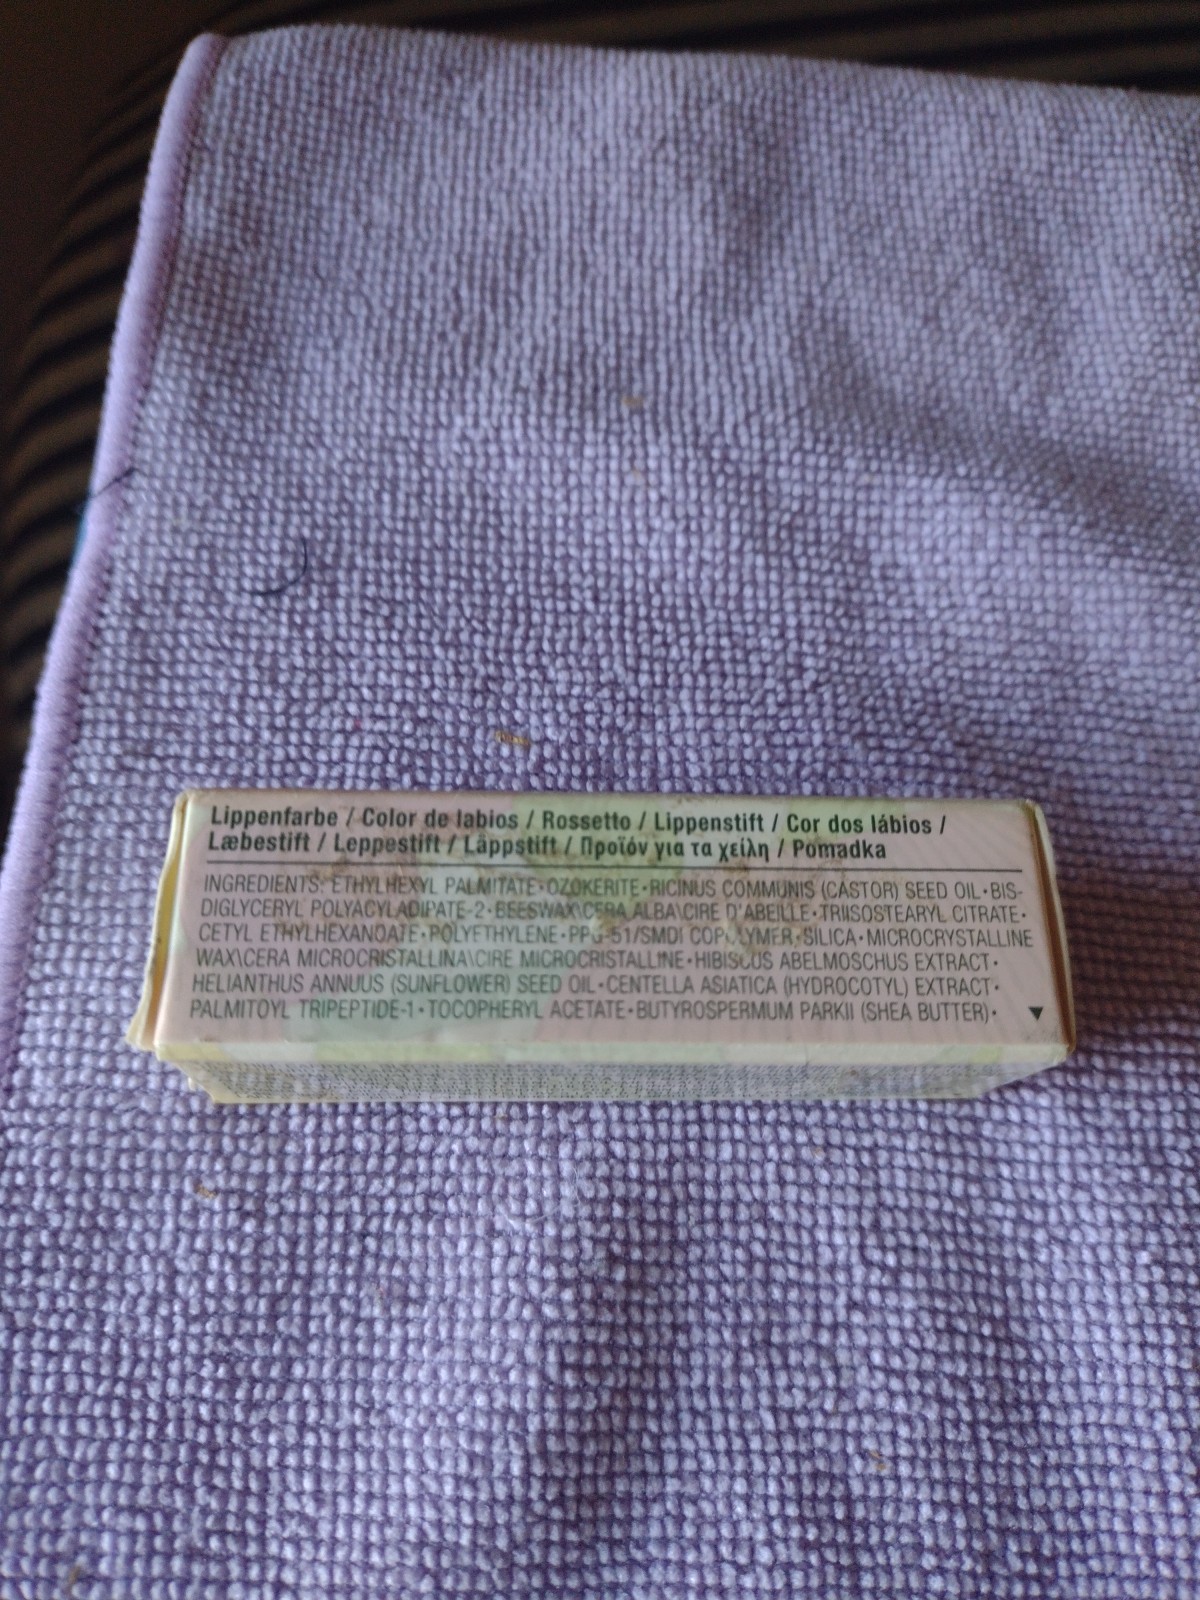 Lippenfarbe / Color de labios / Rossetto / Lippenstift / Cor dos lábios /
Læbestift / Leppestift / Läppstift / Προϊόν για τα χείλη / Pomadka
INGREDIENTS: ETHYLHEXYL PALMITATE•OZOKERITE•RICINUS COMMUNIS (CASTOR) SEED OIL•BIS-
DIGLYCERYL POLYACYLADIPATE-2•BEESWAX\CERA ALBA\CIRE D'ABEILLE•TRIISOSTEARYL CITRATE•
CETYL ETHYLHEXANOATE•POLYETHYLENE•PPG-51/SMDI COPOLYMER•SILICA•MICROCRYSTALLINE
WAX\CERA MICROCRISTALLINA\CIRE MICROCRISTALLINE•HIBISCUS ABELMOSCHUS EXTRACT•
HELIANTHUS ANNUUS (SUNFLOWER) SEED OIL•CENTELLA ASIATICA (HYDROCOTYL) EXTRACT•
PALMITOYL TRIPEPTIDE-1•TOCOPHERYL ACETATE•BUTYROSPERMUM PARKII (SHEA BUTTER)• ▼